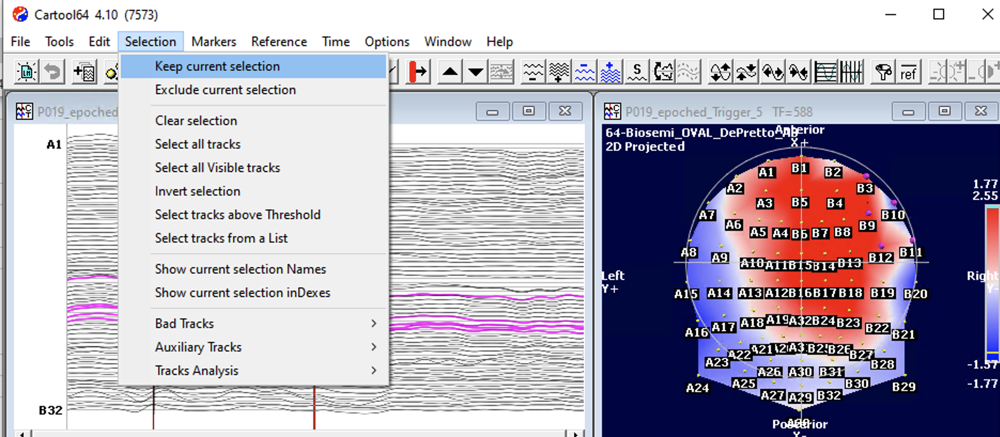 Cartool64 4.10 (7573)
File Tools Edit Selection Markers Reference Time Options Window Help
Keep current selection
Exclude current selection
Clear selection
Select all tracks
Select all Visible tracks
Invert selection
Select tracks above Threshold
Select tracks from a List
Show current selection Names
Show current selection inDexes
Bad Tracks
Auxiliary Tracks
Tracks Analysis
S
ref
P019_epoched
A1
B32
P019_epoched_Trigger_5 TF=588
64-Biosemi_OVAL_DePretto_AB
Anterior
2D Projected
X+
A1 B1 B2
A2 B3
A3 B5 B4
A7 B10
A6 B9
A5 A4 B6 B7 B8
A8 A9 B12 B11
A10 A11 B15 B14 B13
Left
Y+
Right
Y-
A15 A14 A13 A12 B16 B17 B18 B19 B20
A16 A17 A18 A19 A32 B24 B23 B22 B21
A22 A21 B26 B27
A23 B28
A26 A30 B31
A24 A25 B30 B29
A27 A29 B32
Posterior
X-
1.77
2.55
-1.57
-1.77